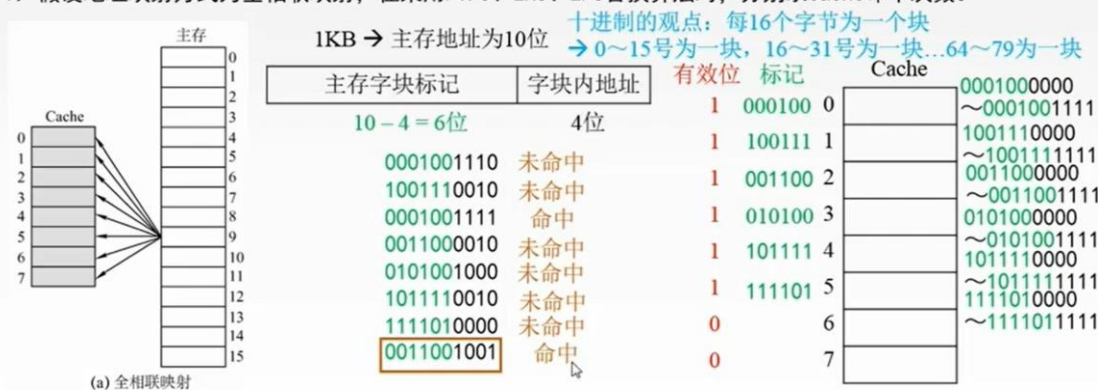 十进制的观点：每16个字节为一个块
1KB → 主存地址为10位
→ 0～15号为一块，16～31号为一块…64～79为一块
主存
0
1
2
3
4
5
6
7
8
9
10
11
12
13
14
15
Cache
0
1
2
3
4
5
6
7
(a) 全相联映射
主存字块标记 字块内地址
10 – 4 = 6位 4位
0001001110 未命中
1001110010 未命中
0001001111 命中
0011000010 未命中
0101001000 未命中
1011110010 未命中
1111010000 未命中
0011001001 命中
有效位 标记 Cache
1 000100 0
1 100111 1
1 001100 2
1 010100 3
1 101111 4
1 111101 5
0 6
0 7
0001000000
～0001001111
1001110000
～1001111111
0011000000
～0011001111
0101000000
～0101001111
1011110000
～1011111111
1111010000
～1111011111